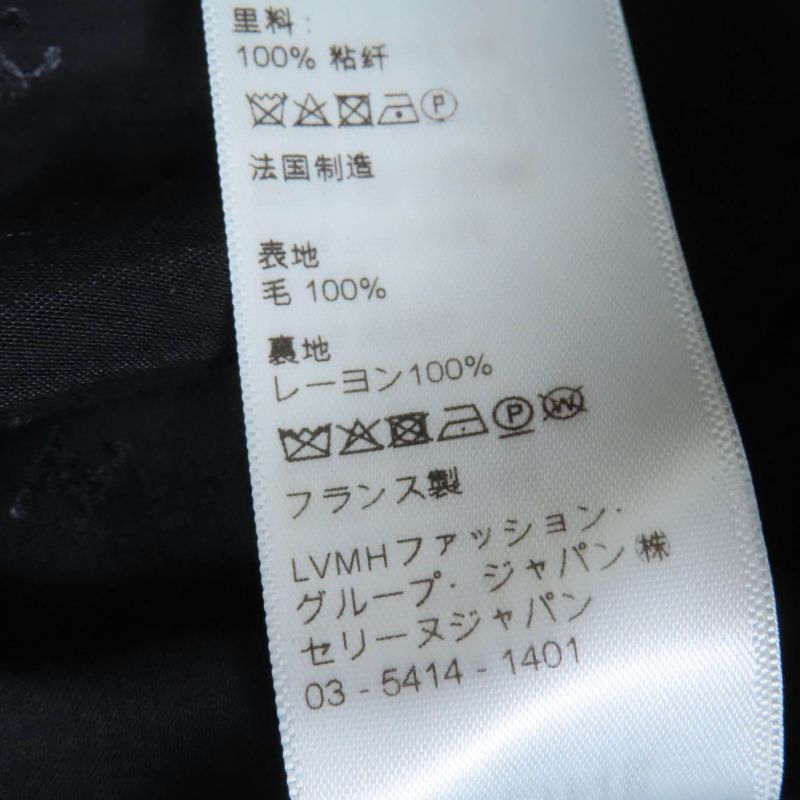 里料:
100% 粘纤
P
法国制造
表地
毛 100%
裏地
レーヨン100%
P W
フランス製
LVMHファッション・
グループ・ジャパン㈱
セリーヌジャパン
03 - 5414 - 1401